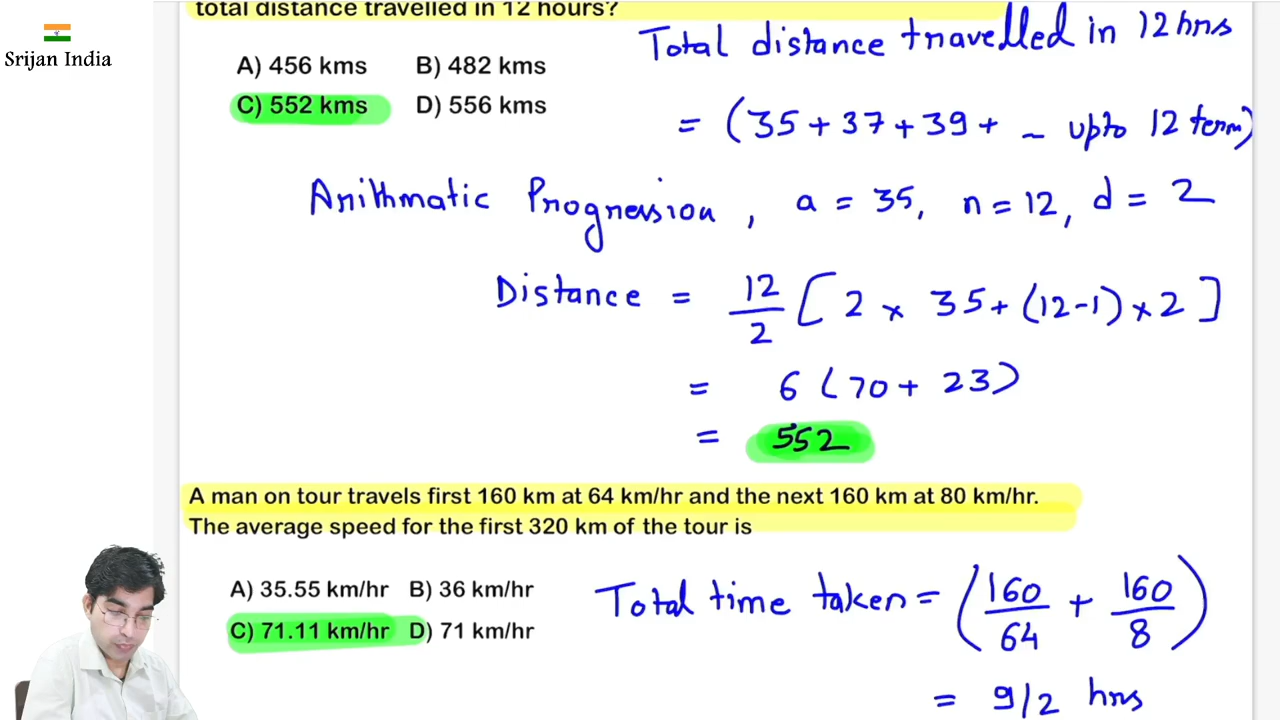 total distance travelled in 12 hours?
Srijan India
A) 456 kms B) 482 kms
C) 552 kms D) 556 kms
Total distance travelled in 12 hrs
= (35 + 37 + 39 + - upto 12 term)
Arithmatic Progression, a = 35, n = 12, d = 2
Distance = 12/2 [ 2 × 35 + (12-1) × 2 ]
= 6 (70 + 23)
= 552
A man on tour travels first 160 km at 64 km/hr and the next 160 km at 80 km/hr.
The average speed for the first 320 km of the tour is
A) 35.55 km/hr B) 36 km/hr
C) 71.11 km/hr D) 71 km/hr
Total time taken = (160/64 + 160/8)
= 9/2 hrs